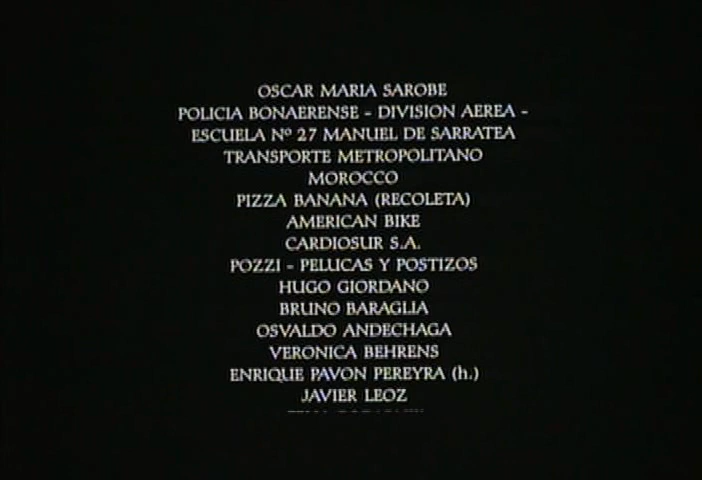 OSCAR MARIA SAROBE
POLICIA BONAERENSE - DIVISION AEREA -
ESCUELA Nº 27 MANUEL DE SARRATEA
TRANSPORTE METROPOLITANO
MOROCCO
PIZZA BANANA (RECOLETA)
AMERICAN BIKE
CARDIOSUR S.A.
POZZI - PELUCAS Y POSTIZOS
HUGO GIORDANO
BRUNO BARAGLIA
OSVALDO ANDECHAGA
VERONICA BEHRENS
ENRIQUE PAVON PEREYRA (h.)
JAVIER LEOZ